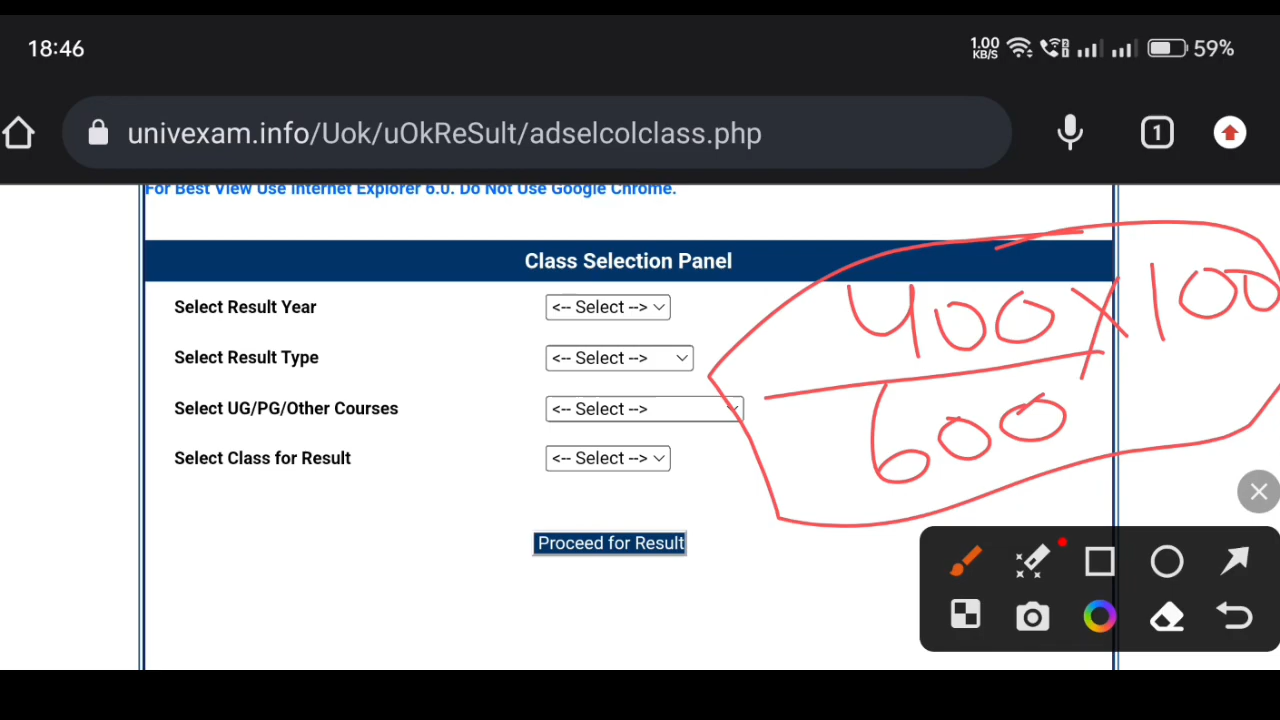 18:46
1.00 KB/S
59%
univexam.info/Uok/uOkReSult/adselcolclass.php
1
For Best View Use Internet Explorer 6.0. Do Not Use Google Chrome.
Class Selection Panel
Select Result Year <-- Select -->
Select Result Type <-- Select -->
Select UG/PG/Other Courses <-- Select -->
Select Class for Result <-- Select -->
Proceed for Result
400 X 100
600